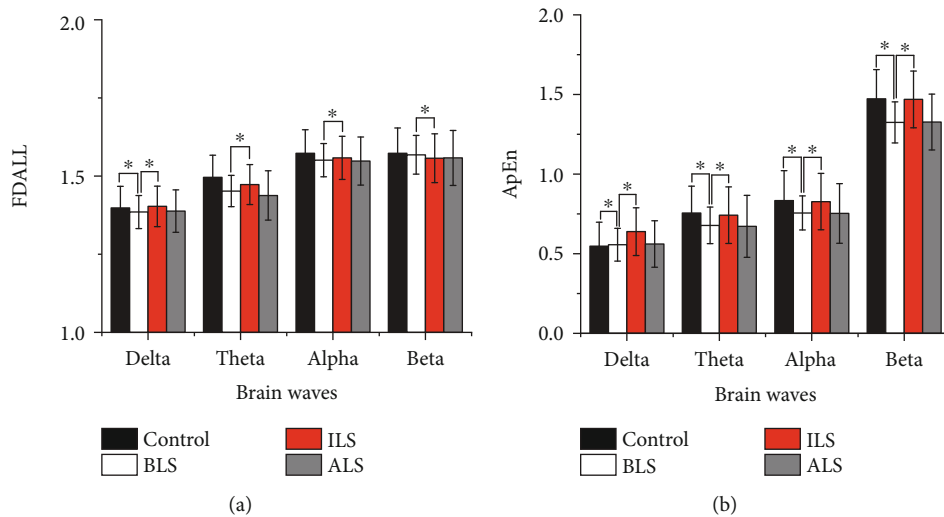 2.0
1.5
1.0
FDALL
* *
*
*
*
Delta Theta Alpha Beta
Brain waves
Control
BLS
ILS
ALS
(a)
2.0
1.5
1.0
0.5
0.0
ApEn
* *
* *
* *
* *
Delta Theta Alpha Beta
Brain waves
Control
BLS
ILS
ALS
(b)